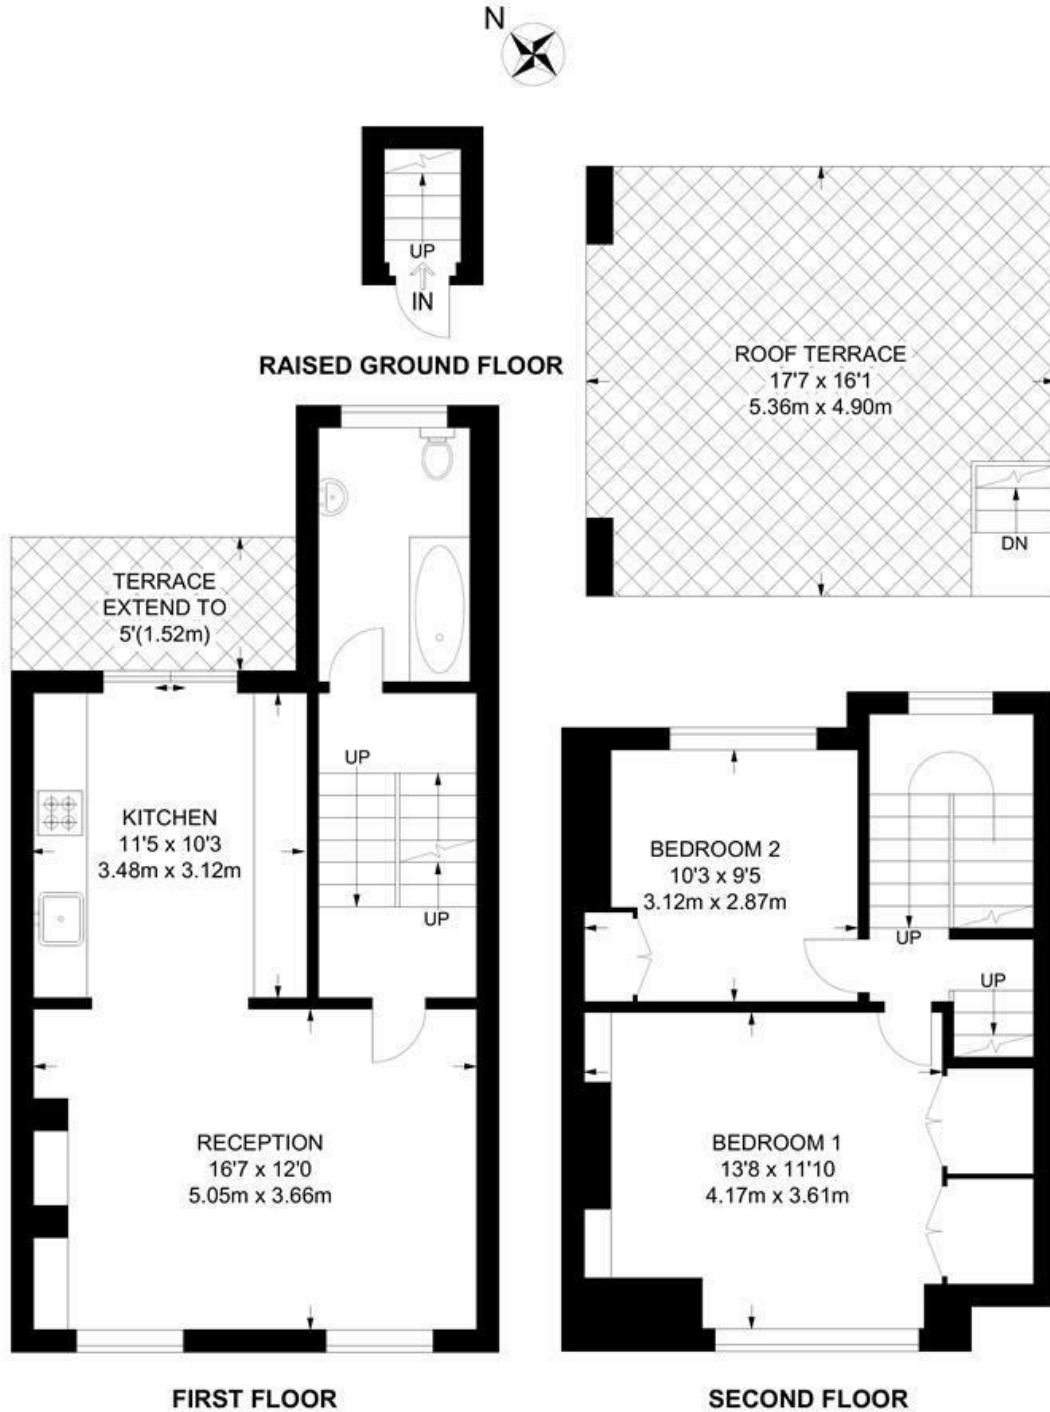 N
UP
IN
RAISED GROUND FLOOR
ROOF TERRACE
17'7 x 16'1
5.36m x 4.90m
DN
TERRACE
EXTEND TO
5'(1.52m)
UP
KITCHEN
11'5 x 10'3
3.48m x 3.12m
UP
RECEPTION
16'7 x 12'0
5.05m x 3.66m
FIRST FLOOR
BEDROOM 2
10'3 x 9'5
3.12m x 2.87m
UP
UP
BEDROOM 1
13'8 x 11'10
4.17m x 3.61m
SECOND FLOOR